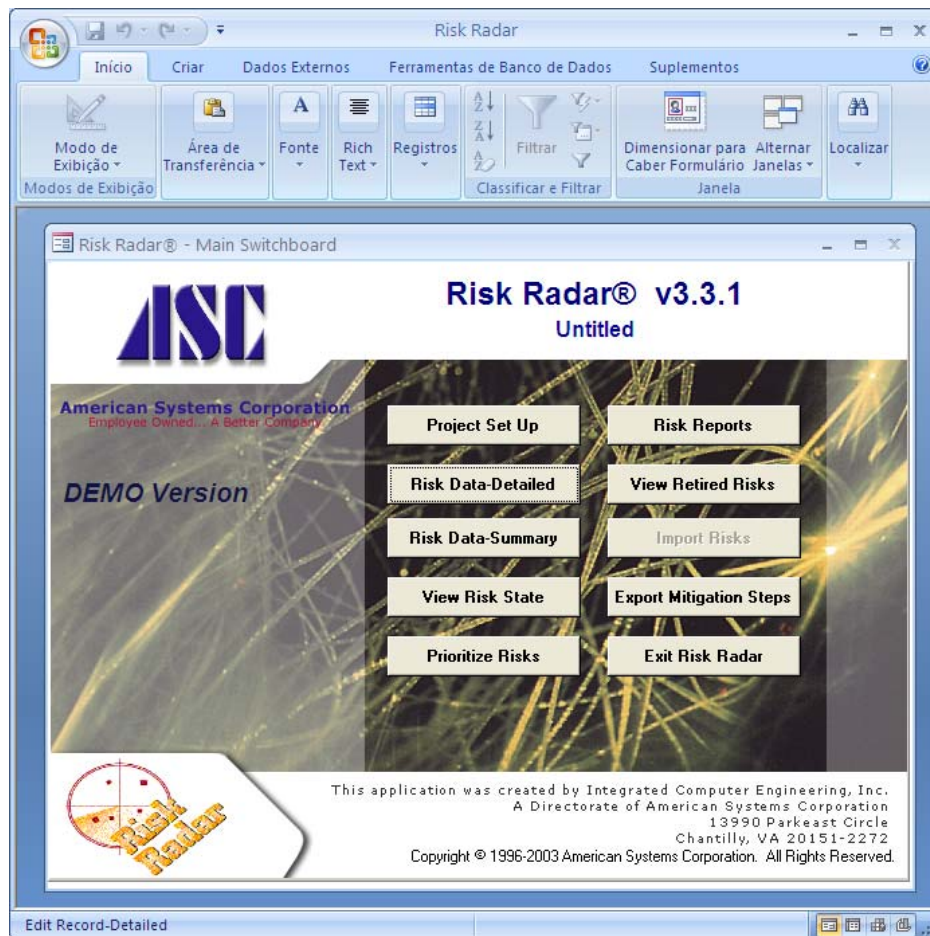 Risk Radar
Início Criar Dados Externos Ferramentas de Banco de Dados Suplementos
Modo de Exibição
Área de Transferência
Fonte
Rich Text
Registros
Filtrar
Dimensionar para Caber Formulário
Alternar Janelas
Localizar
Modos de Exibição
Classificar e Filtrar
Janela
Risk Radar® - Main Switchboard
ASC
Risk Radar® v3.3.1
Untitled
American Systems Corporation
Employee Owned... A Better Company
DEMO Version
Project Set Up
Risk Reports
Risk Data-Detailed
View Retired Risks
Risk Data-Summary
Import Risks
View Risk State
Export Mitigation Steps
Prioritize Risks
Exit Risk Radar
Risk
Radar
This application was created by Integrated Computer Engineering, Inc.
A Directorate of American Systems Corporation
13990 Parkeast Circle
Chantilly, VA 20151-2272
Copyright © 1996-2003 American Systems Corporation. All Rights Reserved.
Edit Record-Detailed